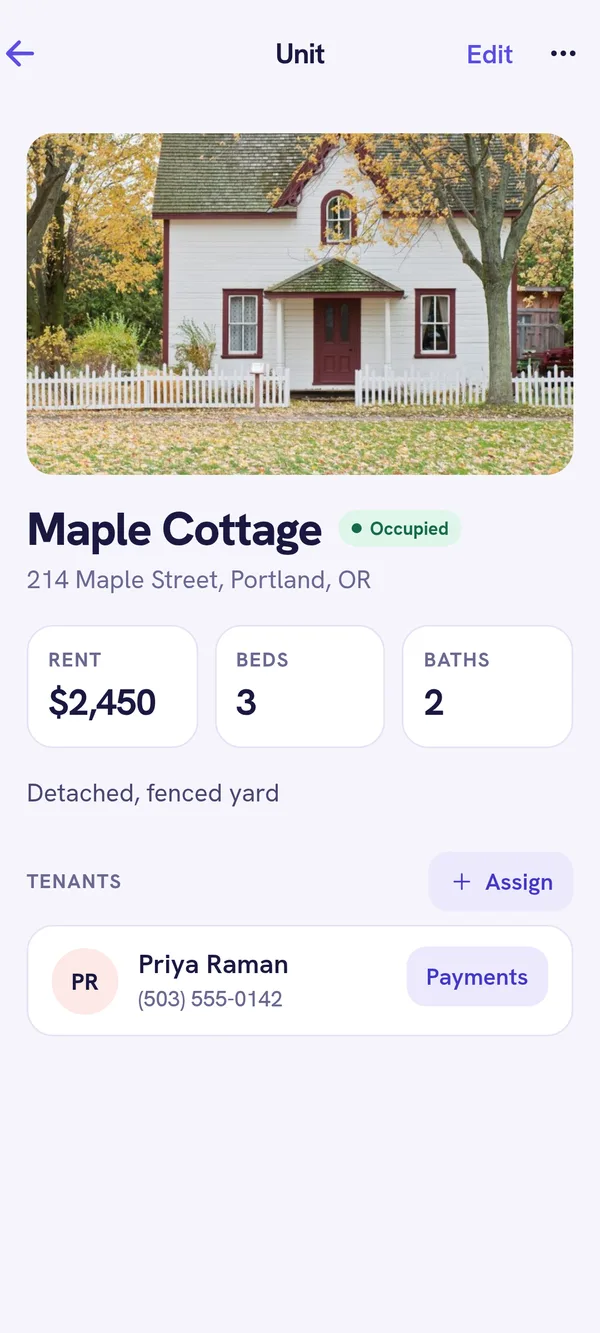 Unit
Edit
Maple Cottage
Occupied
214 Maple Street, Portland, OR
RENT
$2,450
BEDS
3
BATHS
2
Detached, fenced yard
TENANTS
+ Assign
PR
Priya Raman
(503) 555-0142
Payments